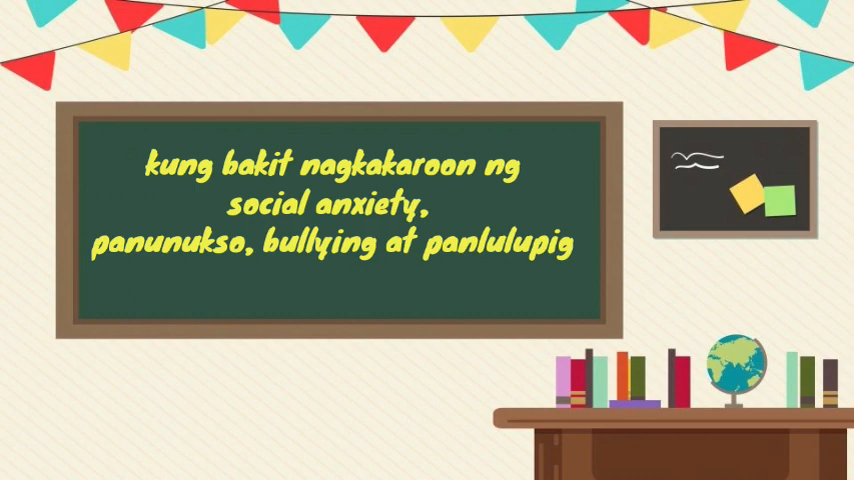 kung bakit nagkakaroon ng
social anxiety,
panunukso, bullying at panlulupig